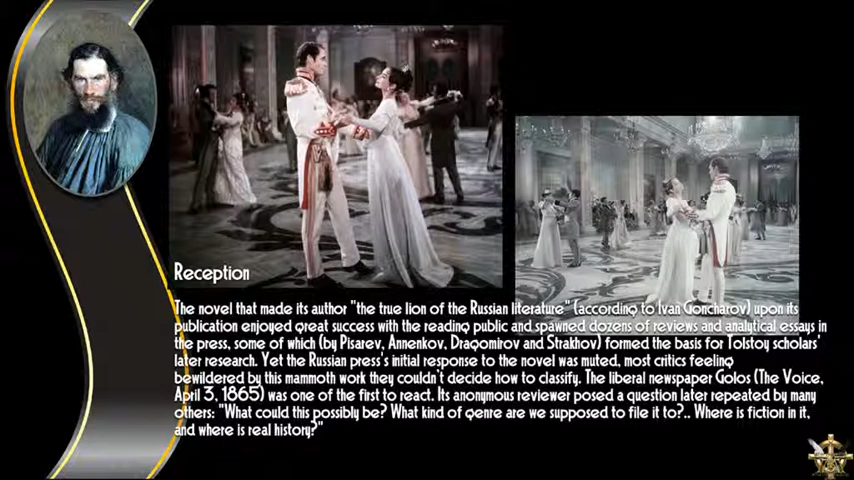 Reception
The novel that made its author "the true lion of the Russian literature" (according to Ivan Goncharov) upon its
publication enjoyed great success with the reading public and spawned dozens of reviews and analytical essays in
the press, some of which (by Pisarev, Annenkov, Dragomirov and Strakhov) formed the basis for Tolstoy scholars'
later research. Yet the Russian press's initial response to the novel was muted, most critics feeling
bewildered by this mammoth work they couldn't decide how to classify. The liberal newspaper Golos (The Voice,
April 3, 1865) was one of the first to react. Its anonymous reviewer posed a question later repeated by many
others: "What could this possibly be? What kind of genre are we supposed to file it to?.. Where is fiction in it,
and where is real history?"